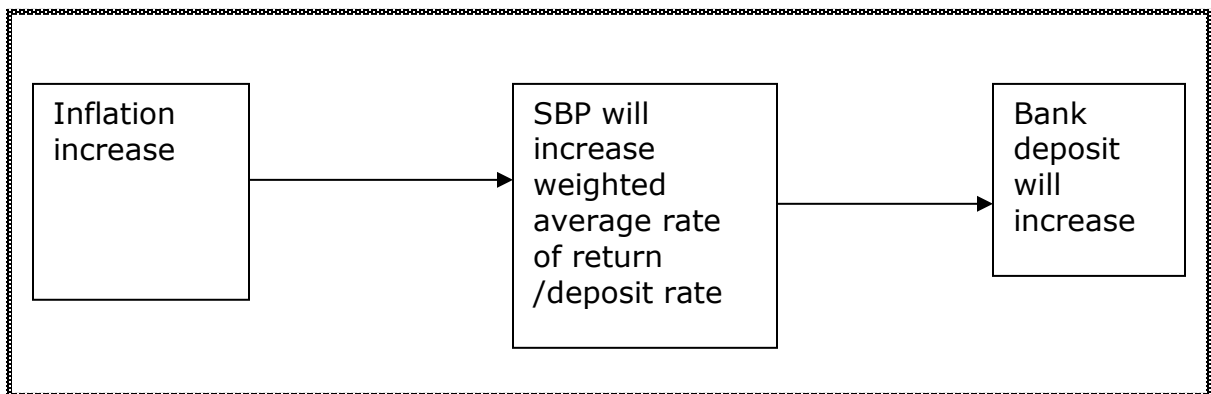 Inflation
increase
SBP will
increase
weighted
average rate
of return
/deposit rate
Bank
deposit
will
increase